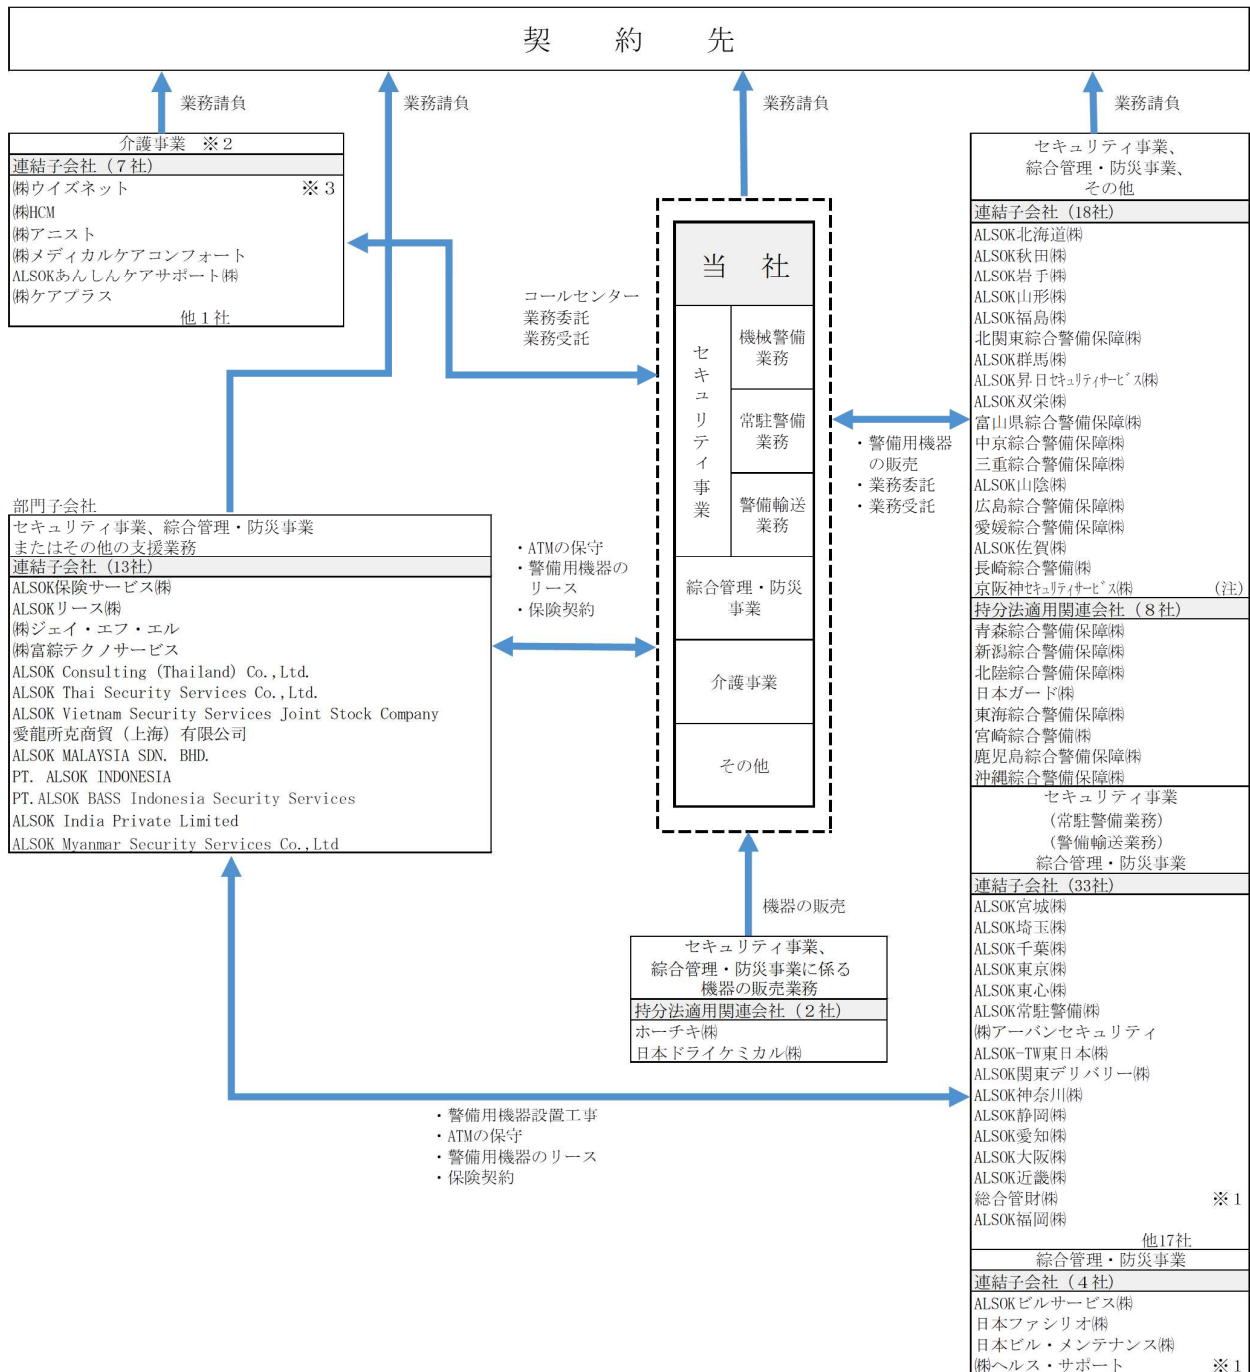 契約先
業務請負
業務請負
業務請負
業務請負
介護事業 ※2
連結子会社（7社）
㈱ウイズネット ※3
㈱HCM
㈱アニスト
㈱メディカルケアコンフォート
ALSOKあんしんケアサポート㈱
㈱ケアプラス
他1社
コールセンター
業務委託
業務受託
部門子会社
セキュリティ事業、綜合管理・防災事業
またはその他の支援業務
連結子会社（13社）
ALSOK保険サービス㈱
ALSOKリース㈱
㈱ジェイ・エフ・エル
㈱富綜テクノサービス
ALSOK Consulting (Thailand) Co.,Ltd.
ALSOK Thai Security Services Co.,Ltd.
ALSOK Vietnam Security Services Joint Stock Company
愛龍所克商貿（上海）有限公司
ALSOK MALAYSIA SDN. BHD.
PT. ALSOK INDONESIA
PT.ALSOK BASS Indonesia Security Services
ALSOK India Private Limited
ALSOK Myanmar Security Services Co.,Ltd
・ATMの保守
・警備用機器の
リース
・保険契約
当社
セキュリティ事業
機械警備
業務
常駐警備
業務
警備輸送
業務
綜合管理・防災
事業
介護事業
その他
・警備用機器
の販売
・業務委託
・業務受託
機器の販売
セキュリティ事業、
綜合管理・防災事業に係る
機器の販売業務
持分法適用関連会社（2社）
ホーチキ㈱
日本ドライケミカル㈱
・警備用機器設置工事
・ATMの保守
・警備用機器のリース
・保険契約
セキュリティ事業、
綜合管理・防災事業、
その他
連結子会社（18社）
ALSOK北海道㈱
ALSOK秋田㈱
ALSOK岩手㈱
ALSOK山形㈱
ALSOK福島㈱
北関東綜合警備保障㈱
ALSOK群馬㈱
ALSOK昇日セキュリティサービス㈱
ALSOK双栄㈱
富山県綜合警備保障㈱
中京綜合警備保障㈱
三重綜合警備保障㈱
ALSOK山陰㈱
広島綜合警備保障㈱
愛媛綜合警備保障㈱
ALSOK佐賀㈱
長崎綜合警備㈱
京阪神セキュリティサービス㈱ （注）
持分法適用関連会社（8社）
青森綜合警備保障㈱
新潟綜合警備保障㈱
北陸綜合警備保障㈱
日本ガード㈱
東海綜合警備保障㈱
宮崎綜合警備㈱
鹿児島綜合警備保障㈱
沖縄綜合警備保障㈱
セキュリティ事業
（常駐警備業務）
（警備輸送業務）
綜合管理・防災事業
連結子会社（33社）
ALSOK宮城㈱
ALSOK埼玉㈱
ALSOK千葉㈱
ALSOK東京㈱
ALSOK東心㈱
ALSOK常駐警備㈱
㈱アーバンセキュリティ
ALSOK-TW東日本㈱
ALSOK関東デリバリー㈱
ALSOK神奈川㈱
ALSOK静岡㈱
ALSOK愛知㈱
ALSOK大阪㈱
ALSOK近畿㈱
総合管財㈱ ※1
ALSOK福岡㈱
他17社
綜合管理・防災事業
連結子会社（4社）
ALSOKビルサービス㈱
日本ファシリオ㈱
日本ビル・メンテナンス㈱
㈱ヘルス・サポート ※1